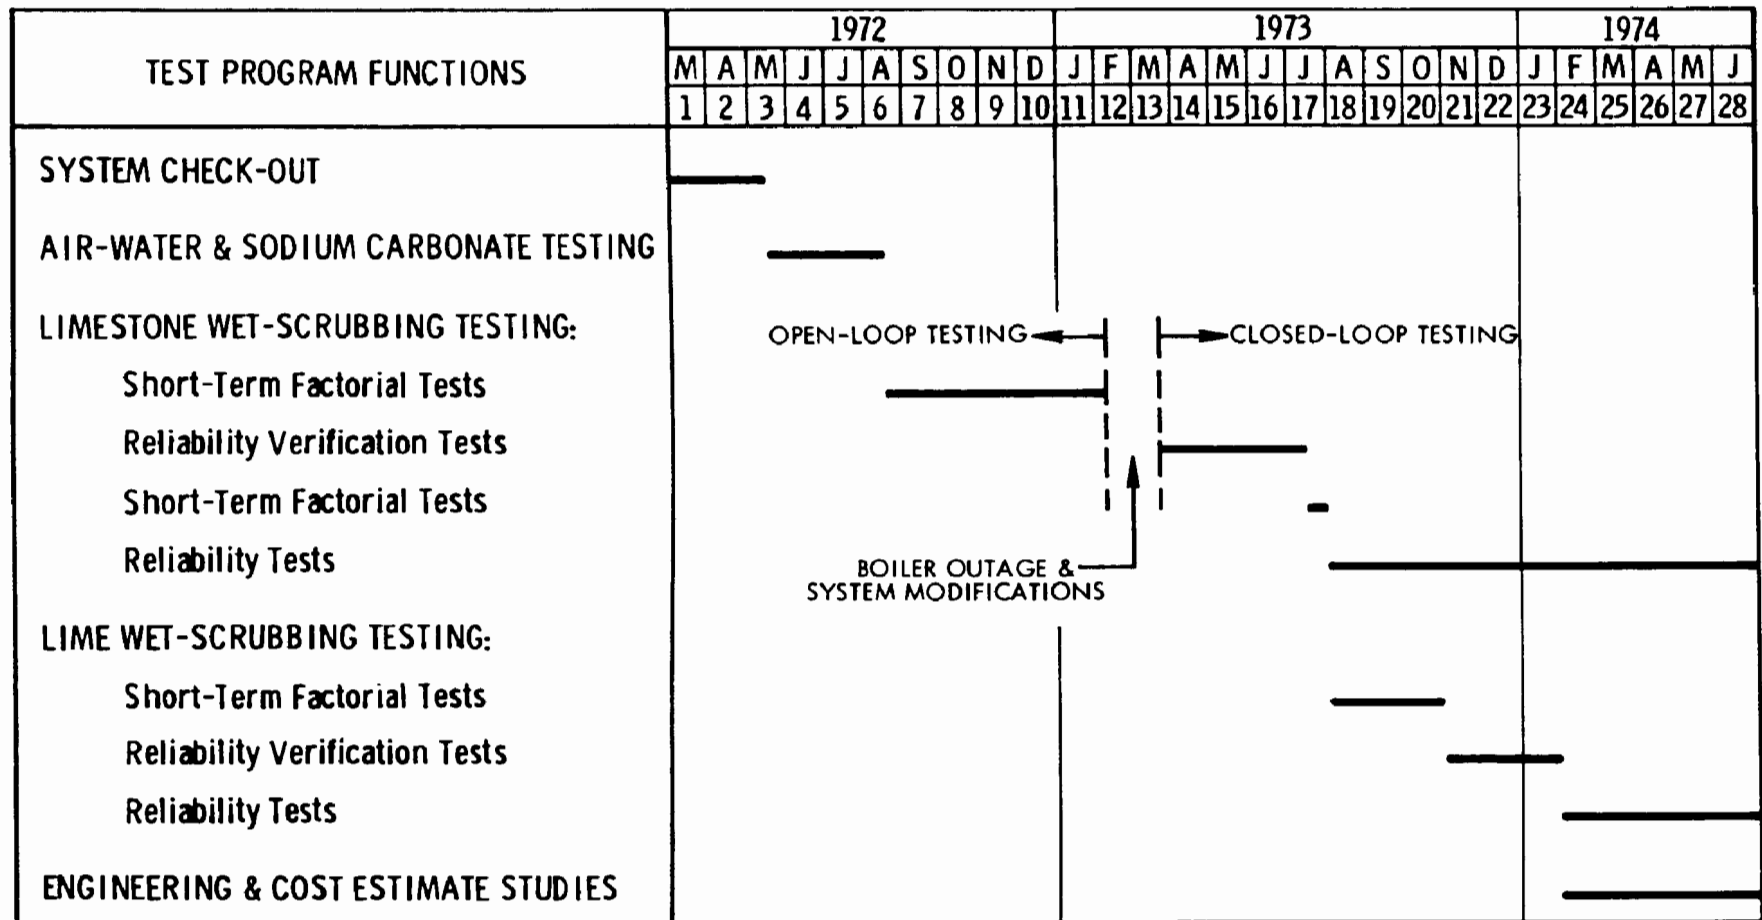 TEST PROGRAM FUNCTIONS
1972 1973 1974
M A M J J A S O N D J F M A M J J A S O N D J F M A M J
1 2 3 4 5 6 7 8 9 10 11 12 13 14 15 16 17 18 19 20 21 22 23 24 25 26 27 28
SYSTEM CHECK-OUT
AIR-WATER & SODIUM CARBONATE TESTING
LIMESTONE WET-SCRUBBING TESTING:
OPEN-LOOP TESTING
CLOSED-LOOP TESTING
Short-Term Factorial Tests
Reliability Verification Tests
Short-Term Factorial Tests
Reliability Tests
BOILER OUTAGE &
SYSTEM MODIFICATIONS
LIME WET-SCRUBBING TESTING:
Short-Term Factorial Tests
Reliability Verification Tests
Reliability Tests
ENGINEERING & COST ESTIMATE STUDIES